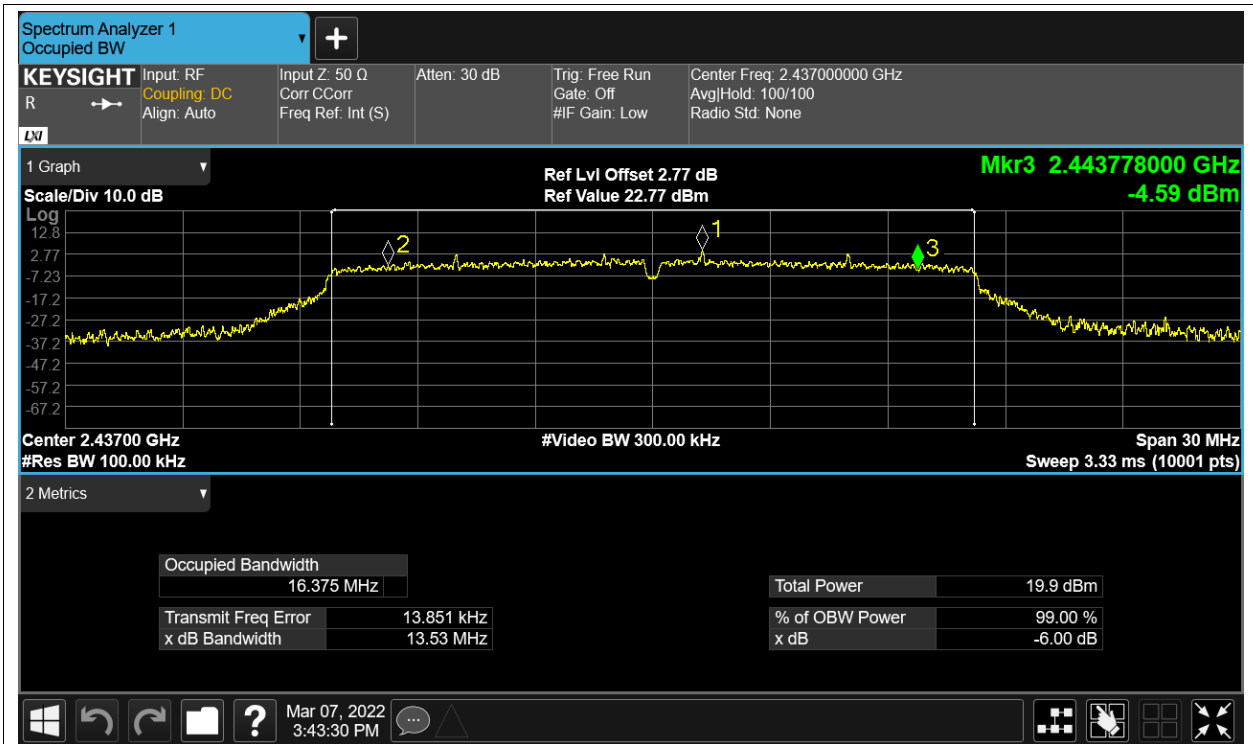 Spectrum Analyzer 1
Occupied BW
KEYSIGHT
R
LXI
Input: RF
Coupling: DC
Align: Auto
Input Z: 50 Ω
Corr CCorr
Freq Ref: Int (S)
Atten: 30 dB
Trig: Free Run
Gate: Off
#IF Gain: Low
Center Freq: 2.437000000 GHz
Avg|Hold: 100/100
Radio Std: None
1 Graph
Scale/Div 10.0 dB
Ref Lvl Offset 2.77 dB
Ref Value 22.77 dBm
Mkr3 2.443778000 GHz
-4.59 dBm
Log
12.8
2.77
-7.23
-17.2
-27.2
-37.2
-47.2
-57.2
-67.2
2
1
3
Center 2.43700 GHz
#Res BW 100.00 kHz
#Video BW 300.00 kHz
Span 30 MHz
Sweep 3.33 ms (10001 pts)
2 Metrics
Occupied Bandwidth
16.375 MHz
Transmit Freq Error 13.851 kHz
x dB Bandwidth 13.53 MHz
Total Power 19.9 dBm
% of OBW Power 99.00 %
x dB -6.00 dB
?
Mar 07, 2022
3:43:30 PM